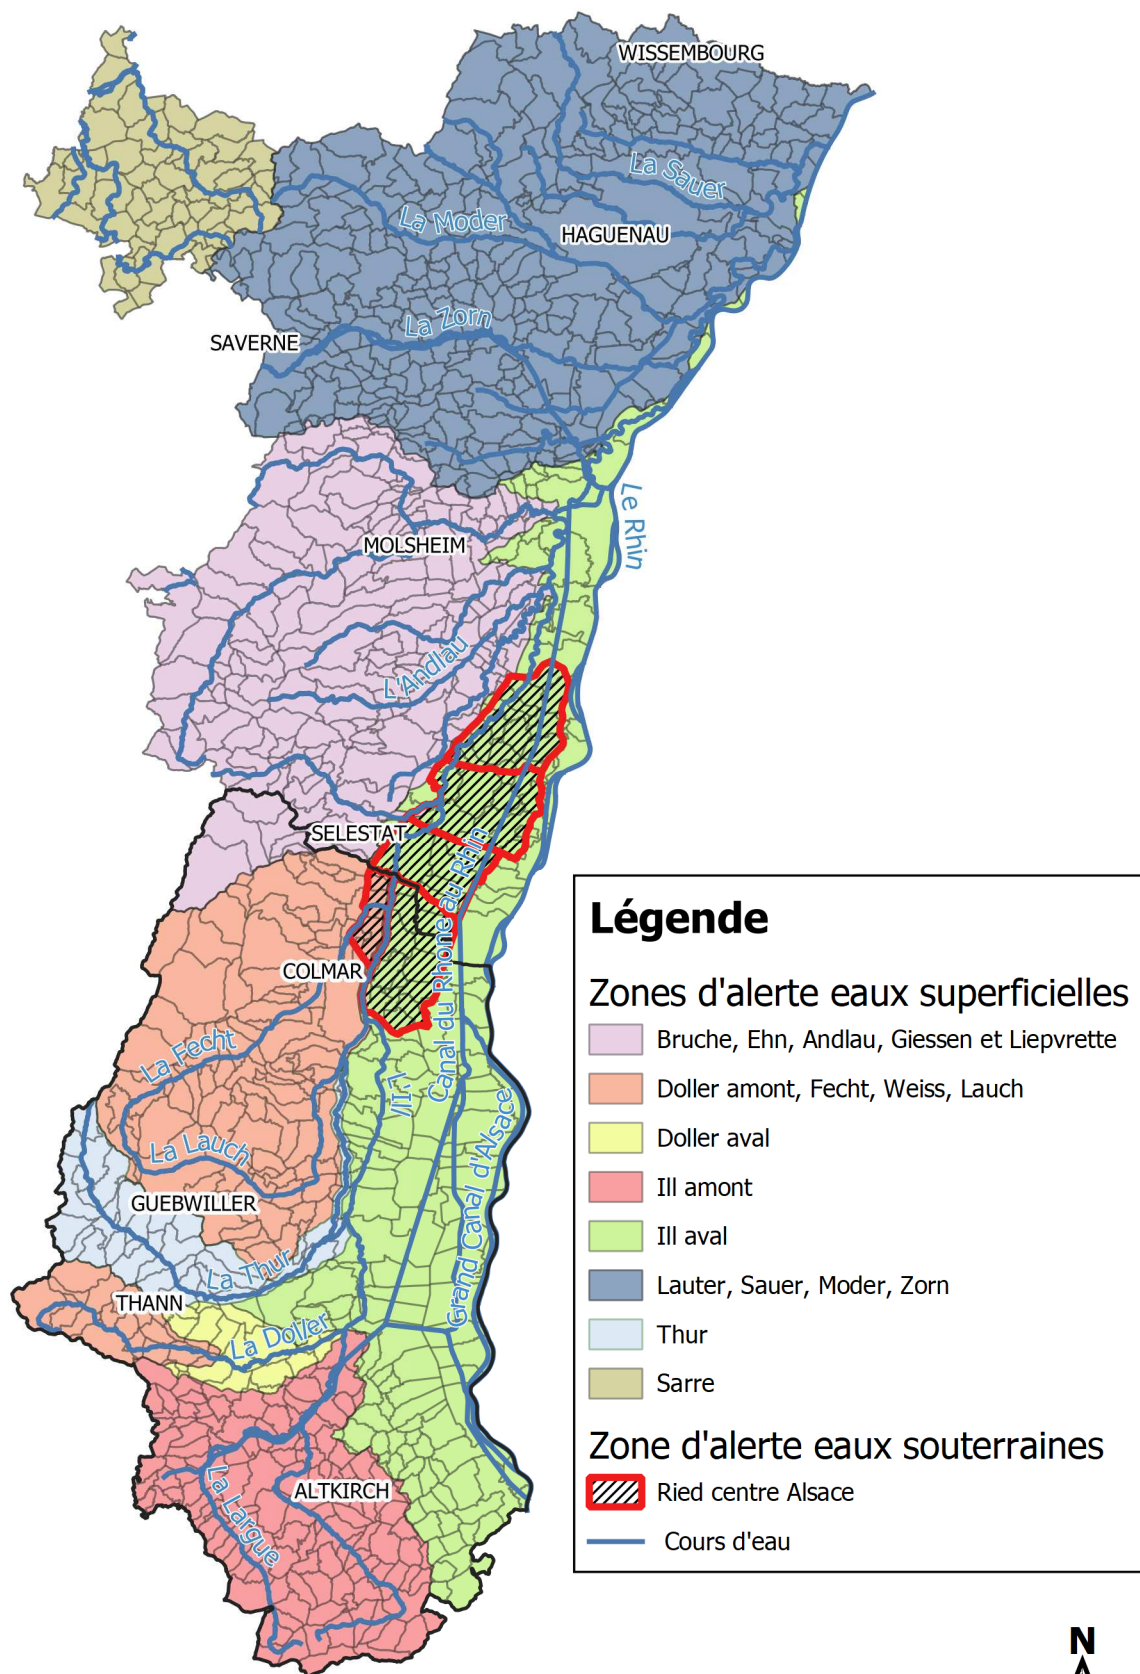 WISSEMBOURG
La Sauer
La Moder
HAGUENAU
La Zorn
SAVERNE
Le Rhin
MOLSHEIM
L'Andlau
SELESTAT
Canal du Rhone au Rhin
COLMAR
La Fecht
L'Ill
Grand Canal d'Alsace
La Lauch
GUEBWILLER
La Thur
THANN
La Doller
ALTKIRCH
La Largue
Légende
Zones d'alerte eaux superficielles
Bruche, Ehn, Andlau, Giessen et Liepvrette
Doller amont, Fecht, Weiss, Lauch
Doller aval
Ill amont
Ill aval
Lauter, Sauer, Moder, Zorn
Thur
Sarre
Zone d'alerte eaux souterraines
Ried centre Alsace
Cours d'eau
N